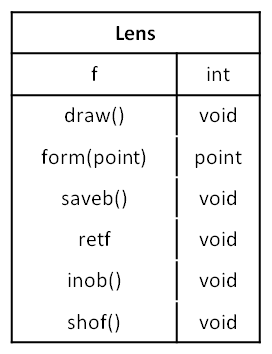 Lens
f int
draw() void
form(point) point
saveb() void
retf void
inob() void
shof() void